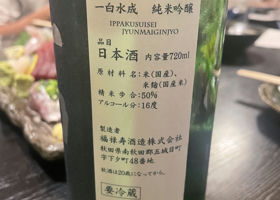 一白水成　純米吟醸
IPPAKUSUISEI
JYUNMAIGINJYO
品目
日本酒 内容量720ml
原材料名:米(国産)、
米麹(国産米)
精米歩合:50%
アルコール分:16度
製造者
福禄寿酒造株式会社
秋田県南秋田郡五城目町
字下タ町48番地
飲酒は20歳になってから。
要冷蔵